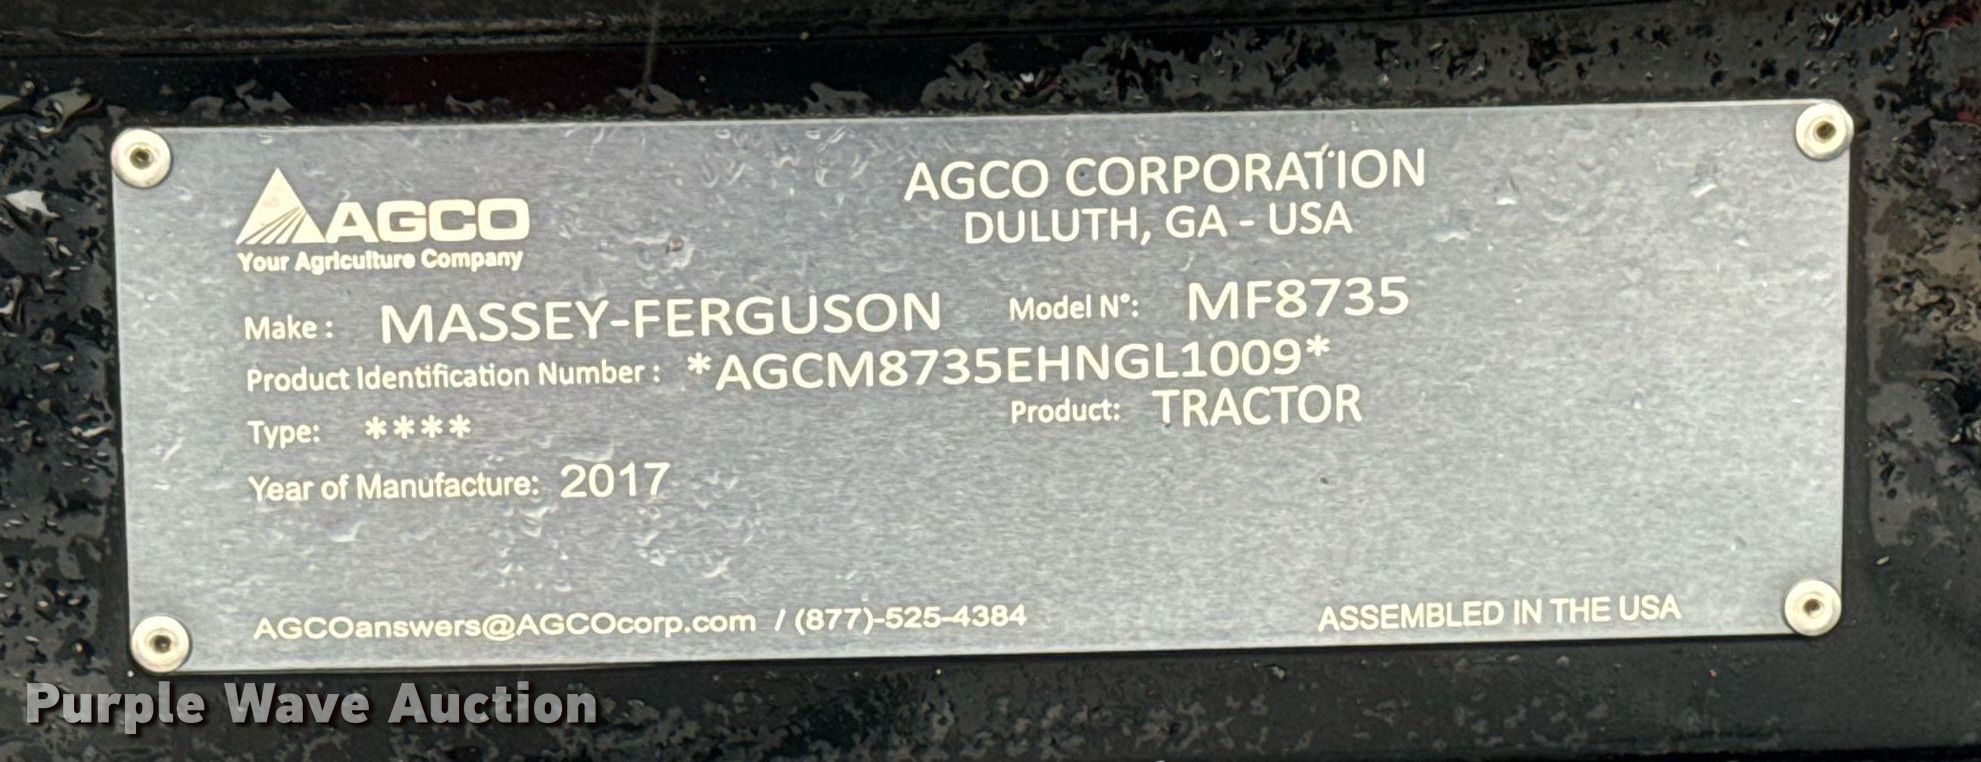 AGCO
Your Agriculture Company
AGCO CORPORATION
DULUTH, GA - USA
Make : MASSEY-FERGUSON Model N°: MF8735
Product Identification Number : *AGCM8735EHNGL1009*
Type: **** Product: TRACTOR
Year of Manufacture: 2017
AGCOanswers@AGCOcorp.com / (877)-525-4384 ASSEMBLED IN THE USA
Purple Wave Auction